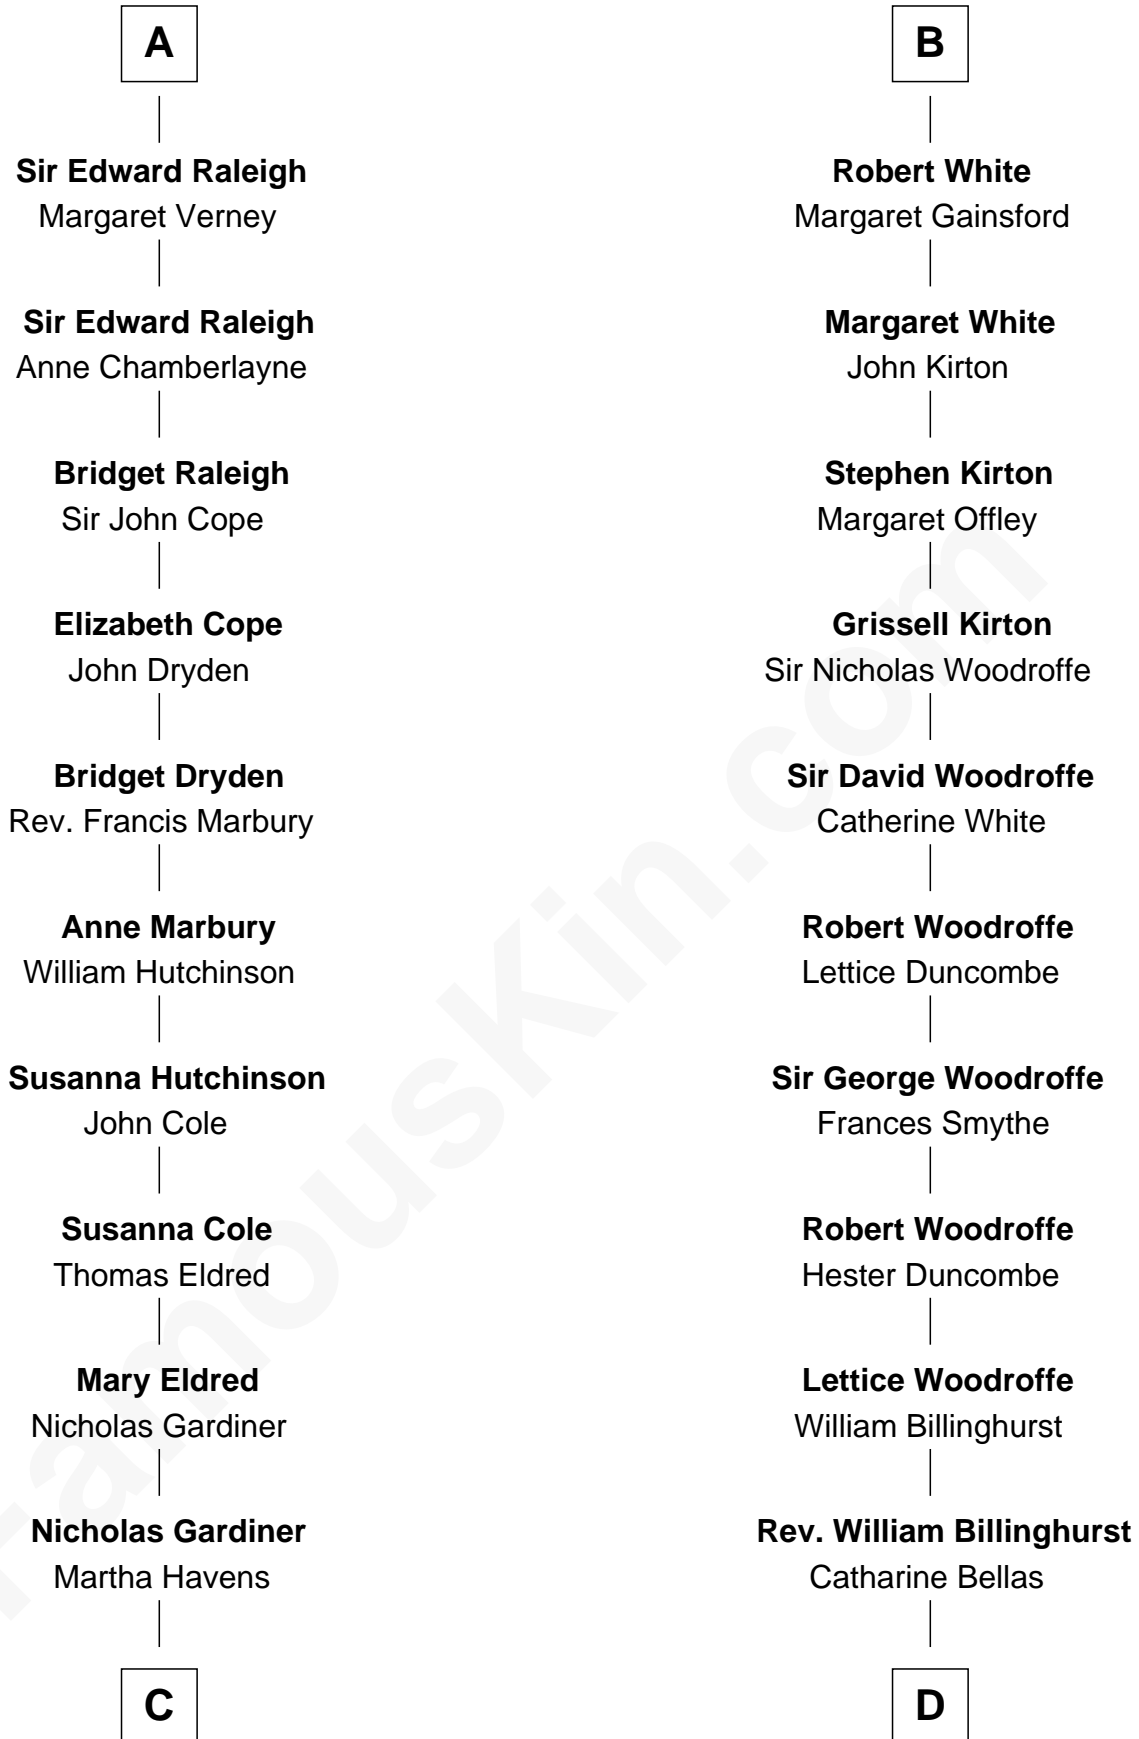 A
Sir Edward Raleigh
Margaret Verney
Sir Edward Raleigh
Anne Chamberlayne
Bridget Raleigh
Sir John Cope
Elizabeth Cope
John Dryden
Bridget Dryden
Rev. Francis Marbury
Anne Marbury
William Hutchinson
Susanna Hutchinson
John Cole
Susanna Cole
Thomas Eldred
Mary Eldred
Nicholas Gardiner
Nicholas Gardiner
Martha Havens
C
B
Robert White
Margaret Gainsford
Margaret White
John Kirton
Stephen Kirton
Margaret Offley
Grissell Kirton
Sir Nicholas Woodroffe
Sir David Woodroffe
Catherine White
Robert Woodroffe
Lettice Duncombe
Sir George Woodroffe
Frances Smythe
Robert Woodroffe
Hester Duncombe
Lettice Woodroffe
William Billinghurst
Rev. William Billinghurst
Catharine Bellas
D
FamousKin.com